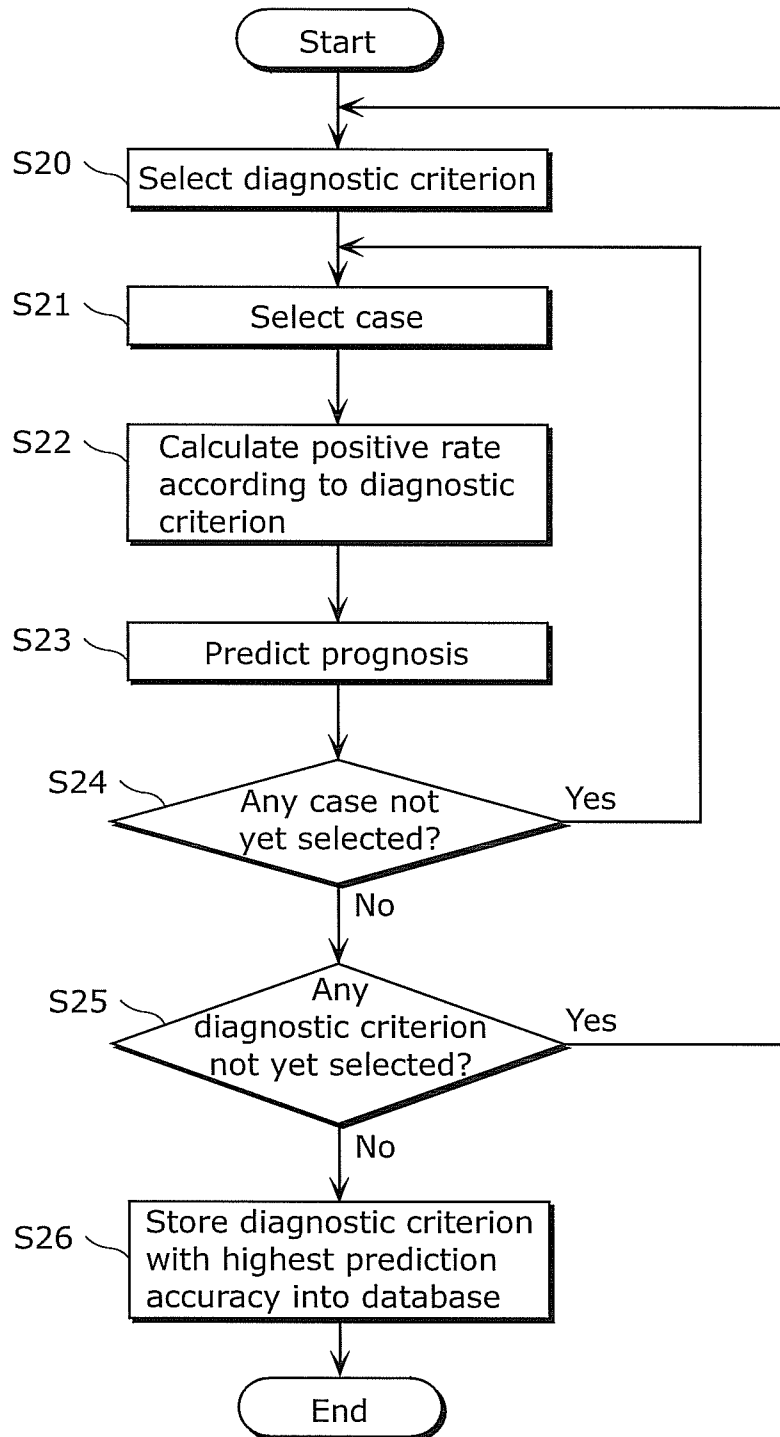 Start
S20
Select diagnostic criterion
S21
Select case
S22
Calculate positive rate
according to diagnostic
criterion
S23
Predict prognosis
S24
Any case not
yet selected?
Yes
No
S25
Any
diagnostic criterion
not yet selected?
Yes
No
S26
Store diagnostic criterion
with highest prediction
accuracy into database
End